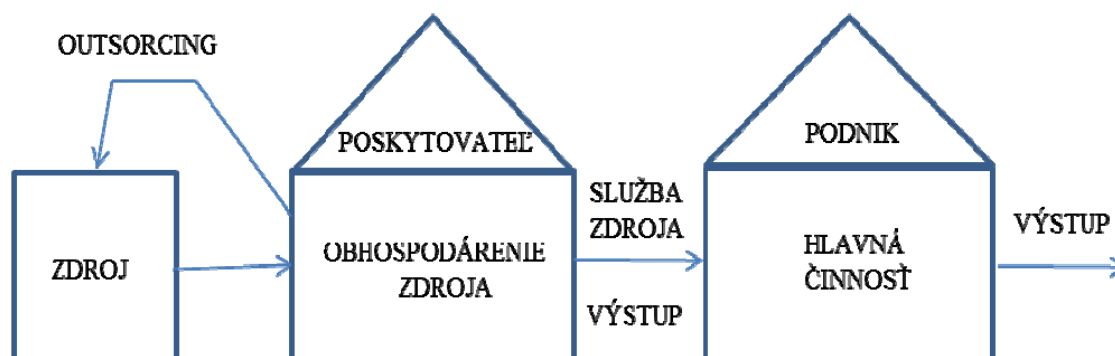 OUTSORCING
POSKYTOVATEĽ
PODNIK
ZDROJ
OBHOSPODÁRENIE
ZDROJA
SLUŽBA
ZDROJA
VÝSTUP
HLAVNÁ
ČINNOSŤ
VÝSTUP